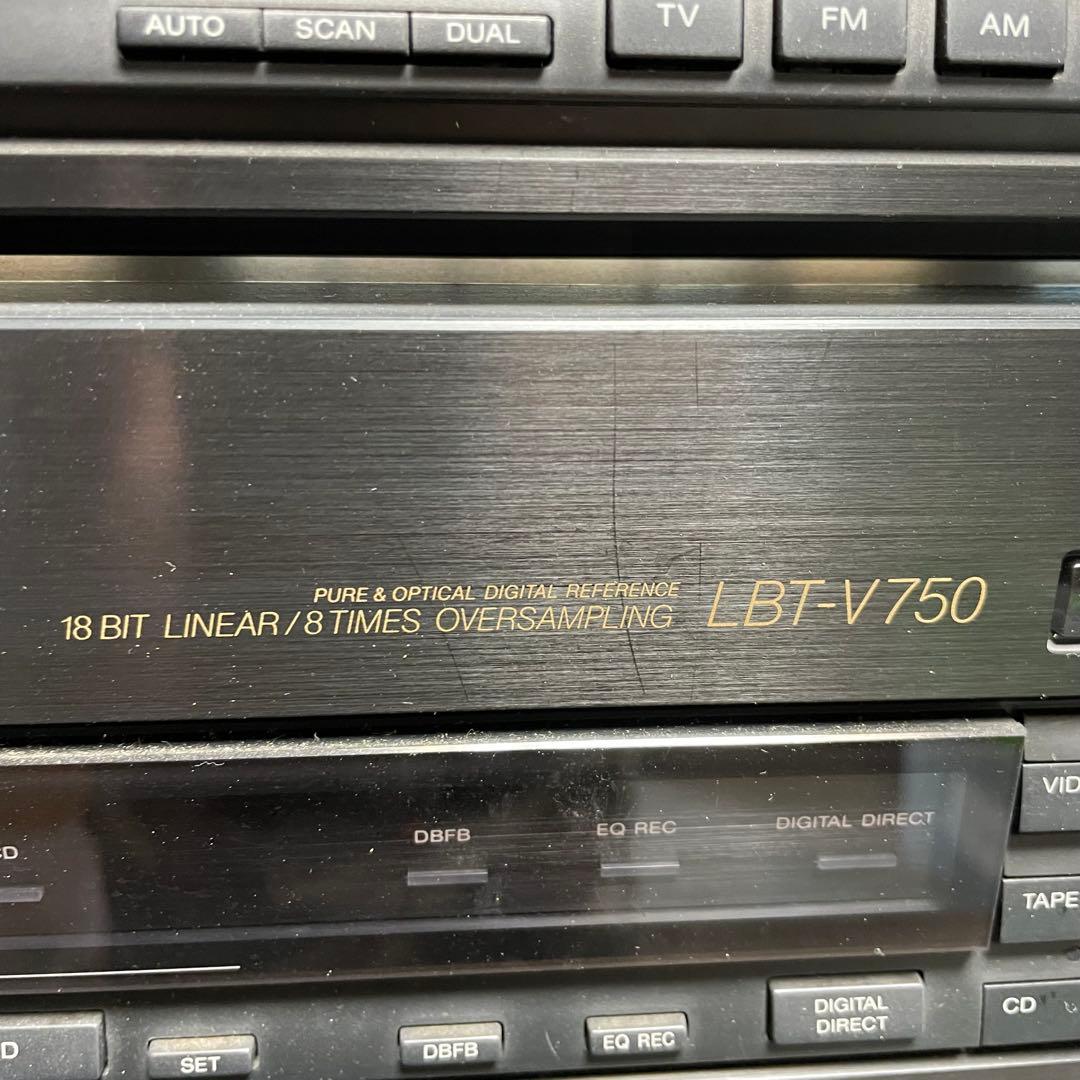 AUTO SCAN DUAL TV FM AM
PURE & OPTICAL DIGITAL REFERENCE
18 BIT LINEAR / 8 TIMES OVERSAMPLING LBT-V750
DBFB EQ REC DIGITAL DIRECT
TAPE
SET DBFB EQ REC DIGITAL
DIRECT
CD